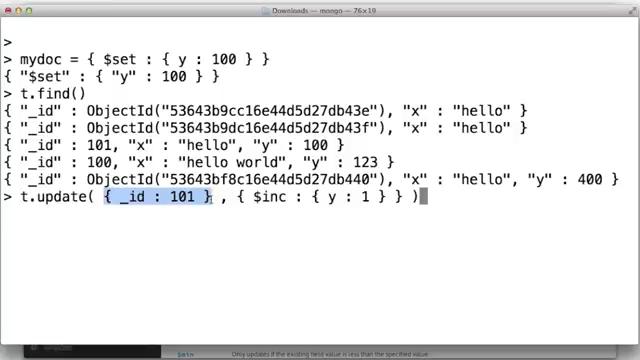 Downloads — mongo — 76×19
>
> mydoc = { $set : { y : 100 } }
{ "$set" : { "y" : 100 } }
> t.find()
{ "_id" : ObjectId("53643b9cc16e44d5d27db43e"), "x" : "hello" }
{ "_id" : ObjectId("53643b9dc16e44d5d27db43f"), "x" : "hello" }
{ "_id" : 101, "x" : "hello", "y" : 100 }
{ "_id" : 100, "x" : "hello world", "y" : 123 }
{ "_id" : ObjectId("53643bf8c16e44d5d27db440"), "x" : "hello", "y" : 400 }
> t.update( { _id : 101 } , { $inc : { y : 1 } } )
$min Only updates if the existing field value is less than the specified value.